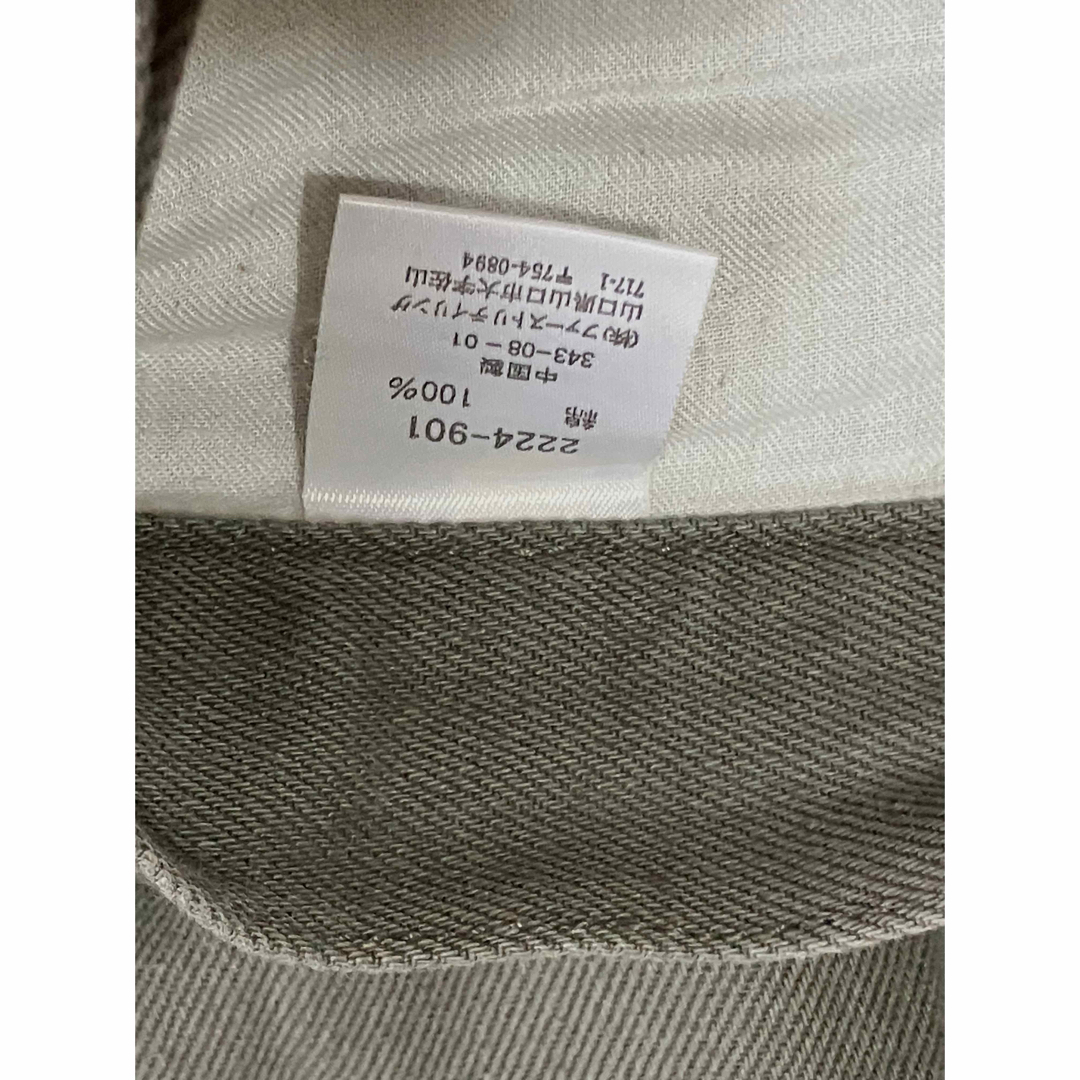 2224-901
綿 100%
中国製
343-08-01
(株)ファーストリテイリング
山口県山口市大字佐山
717-1 〒754-0894